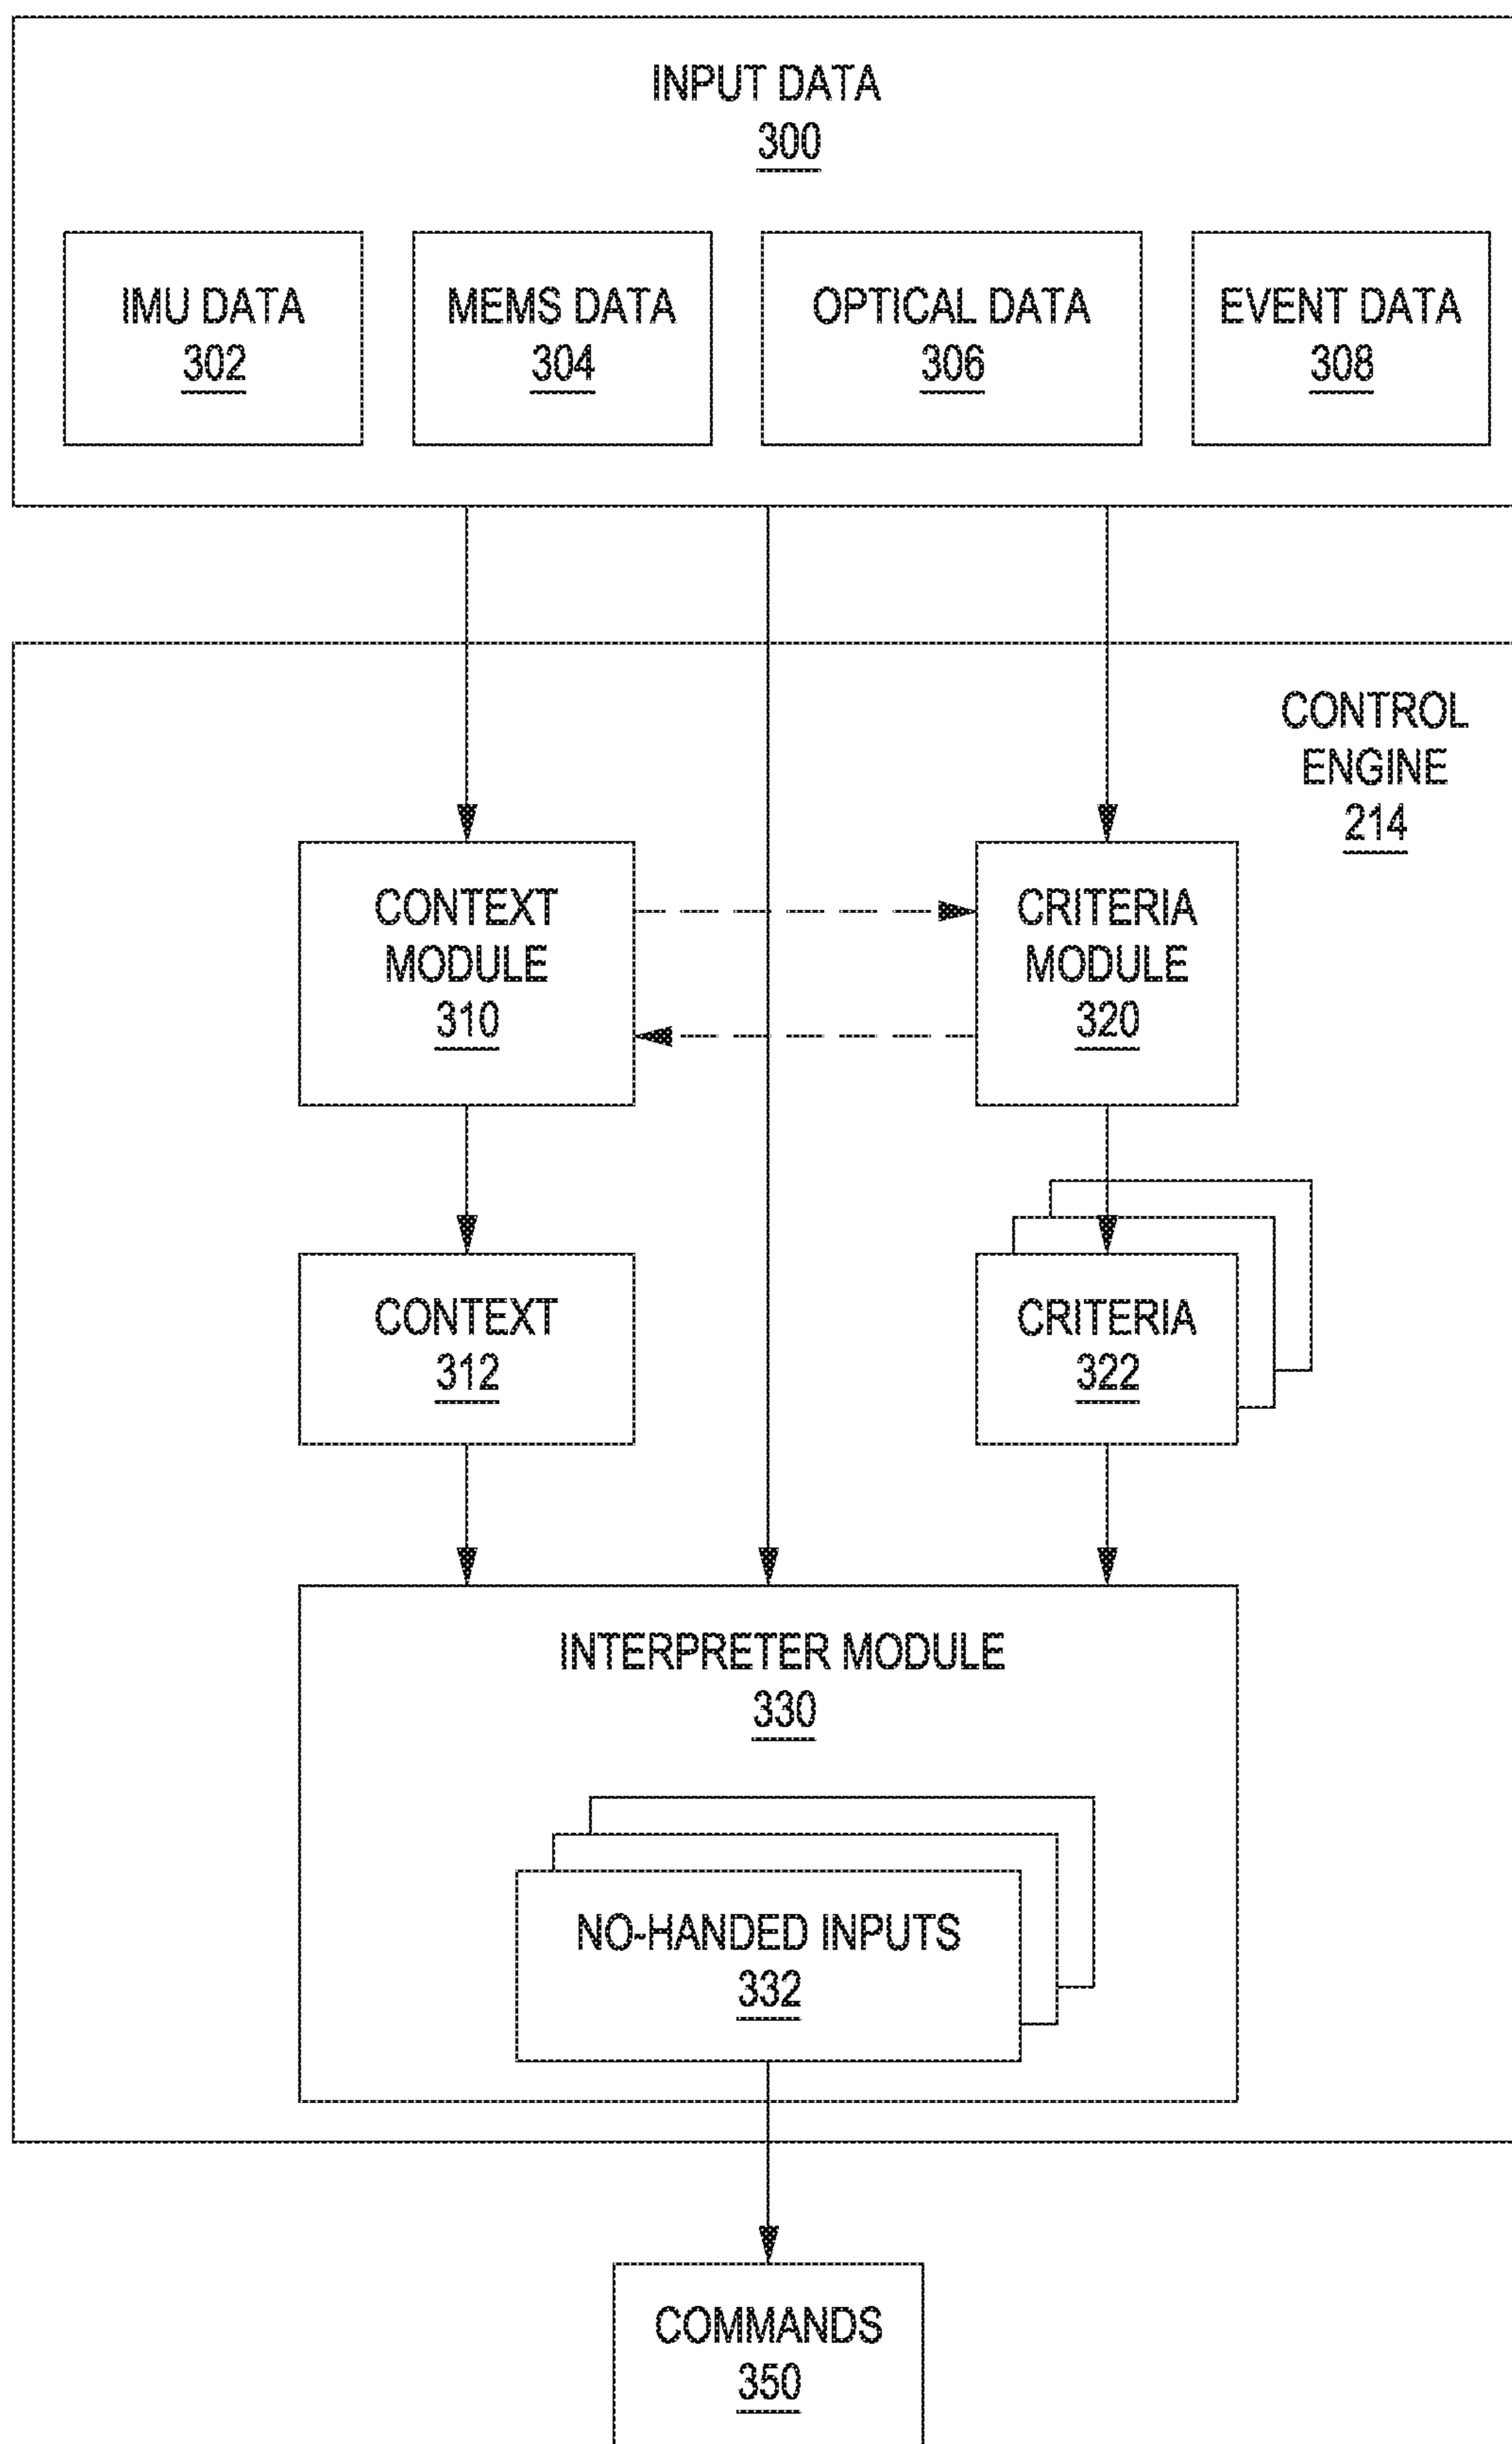 INPUT DATA
300
IMU DATA
302
MEMS DATA
304
OPTICAL DATA
306
EVENT DATA
308
CONTROL
ENGINE
214
CONTEXT
MODULE
310
CRITERIA
MODULE
320
CONTEXT
312
CRITERIA
322
INTERPRETER MODULE
330
NO-HANDED INPUTS
332
COMMANDS
350